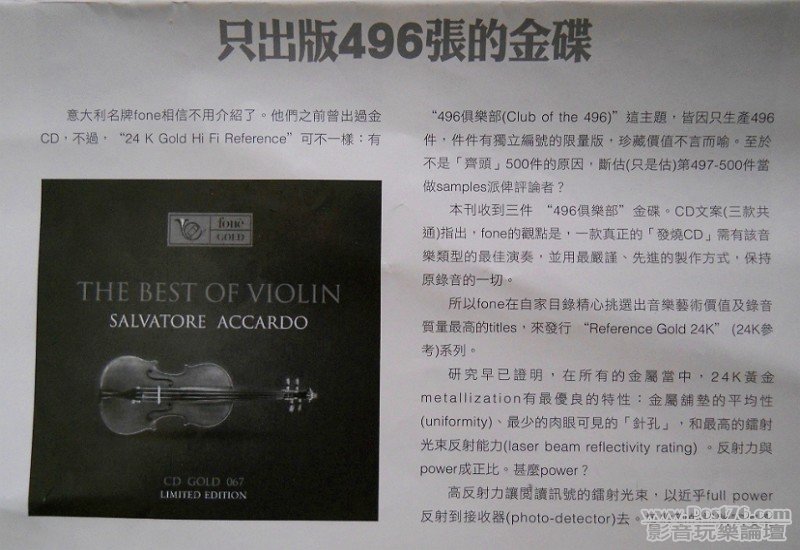 只出版496張的金碟
意大利名牌fone相信不用介紹了。他們之前曾出過金
CD，不過，“24 K Gold Hi Fi Reference”可不一樣：有
fonè
GOLD
THE BEST OF VIOLIN
SALVATORE ACCARDO
CD GOLD 067
LIMITED EDITION
“496俱樂部(Club of the 496)”這主題，皆因只生產496
件，件件有獨立編號的限量版，珍藏價值不言而喻。至於
不是「齊頭」500件的原因，斷估(只是估)第497-500件當
做samples派俾評論者？
本刊收到三件 “496俱樂部”金碟。CD文案(三款共
通)指出，fone的觀點是，一款真正的「發燒CD」需有該音
樂類型的最佳演奏，並用最嚴謹、先進的製作方式，保持
原錄音的一切。
所以fone在自家目錄精心挑選出音樂藝術價值及錄音
質量最高的titles，來發行 “Reference Gold 24K” (24K參
考)系列。
研究早已證明，在所有的金屬當中，24K黃金
metallization有最優良的特性：金屬舖墊的平均性
(uniformity)、最少的肉眼可見的「針孔」，和最高的鐳射
光束反射能力(laser beam reflectivity rating) 。反射力與
power成正比。甚麼power？
高反射力讓閱讀訊號的鐳射光束，以近乎full power
反射到接收器(photo-detector)去。
www.Post76.com
影音玩樂論壇